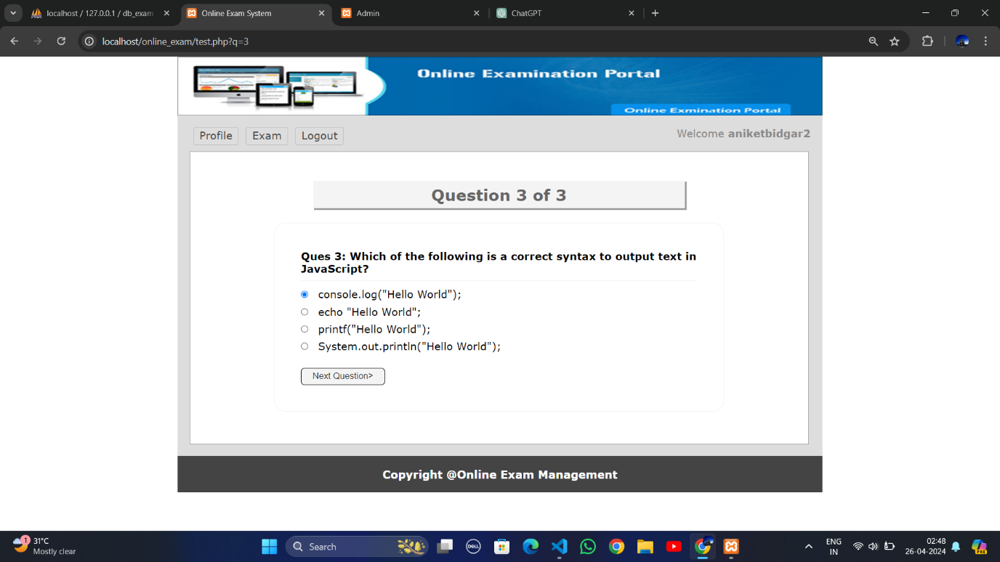 localhost / 127.0.0.1 / db_exam
Online Exam System
Admin
ChatGPT
localhost/online_exam/test.php?q=3
Online Examination Portal
Online Exmination Portal
Profile
Exam
Logout
Welcome aniketbidgar2
Question 3 of 3
Ques 3: Which of the following is a correct syntax to output text in
JavaScript?
console.log("Hello World");
echo "Hello World";
printf("Hello World");
System.out.println("Hello World");
Next Question>
Copyright @Online Exam Management
1
31°C
Mostly clear
Search
DELL
PRE
ENG
IN
02:48
26-04-2024